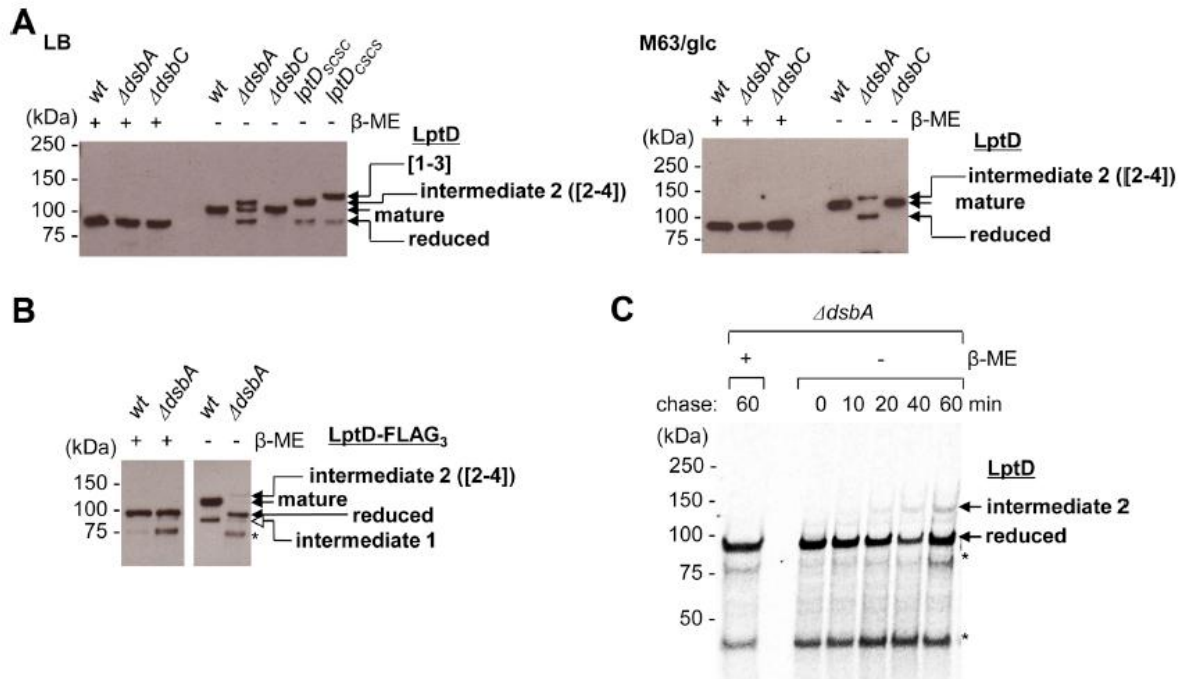 A
LB
wt ΔdsbA ΔdsbC wt ΔdsbA ΔdsbC lptD_SCSC lptD_CSCS
(kDa) + + + - - - - - β-ME
250 -
150 -
100 -
75 -
LptD
[1-3]
intermediate 2 ([2-4])
mature
reduced
M63/glc
wt ΔdsbA ΔdsbC wt ΔdsbA ΔdsbC
(kDa) + + + - - - β-ME
250 -
150 -
100 -
75 -
LptD
intermediate 2 ([2-4])
mature
reduced
B
wt ΔdsbA wt ΔdsbA
(kDa) + + - - β-ME LptD-FLAG3
150 -
100 -
75 -
intermediate 2 ([2-4])
mature
reduced
intermediate 1
*
C
ΔdsbA
+ - β-ME
chase: 60 0 10 20 40 60 min
(kDa)
250 -
150 -
100 -
75 -
50 -
LptD
intermediate 2
reduced
*
*